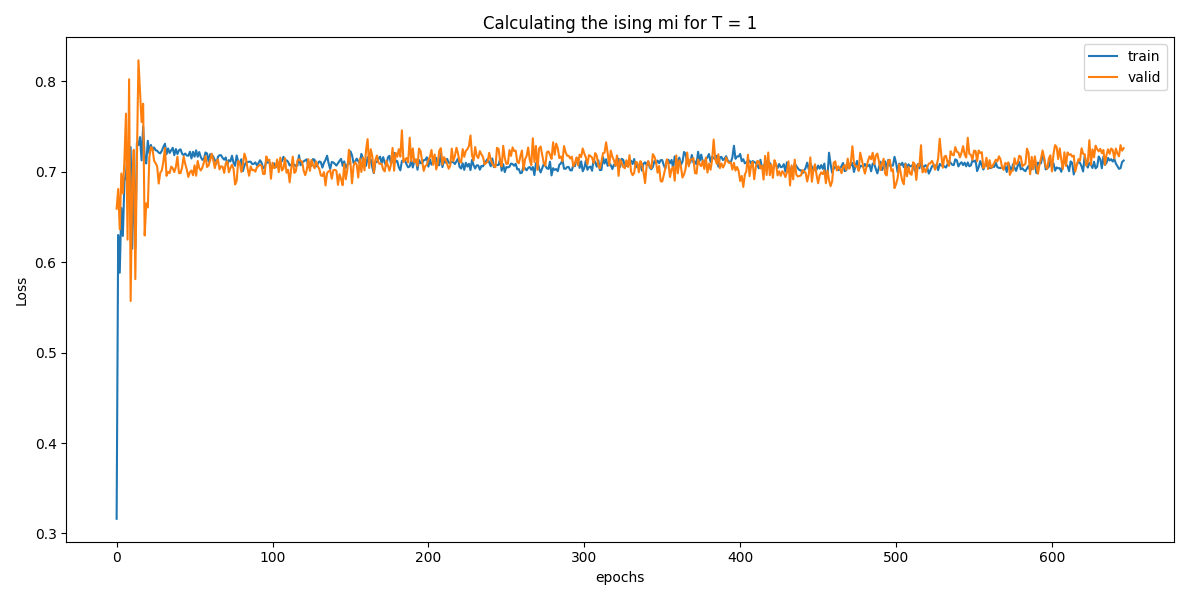 Calculating the ising mi for T = 1
train
valid
0.8
0.7
0.6
0.5
0.4
0.3
Loss
0 100 200 300 400 500 600
epochs